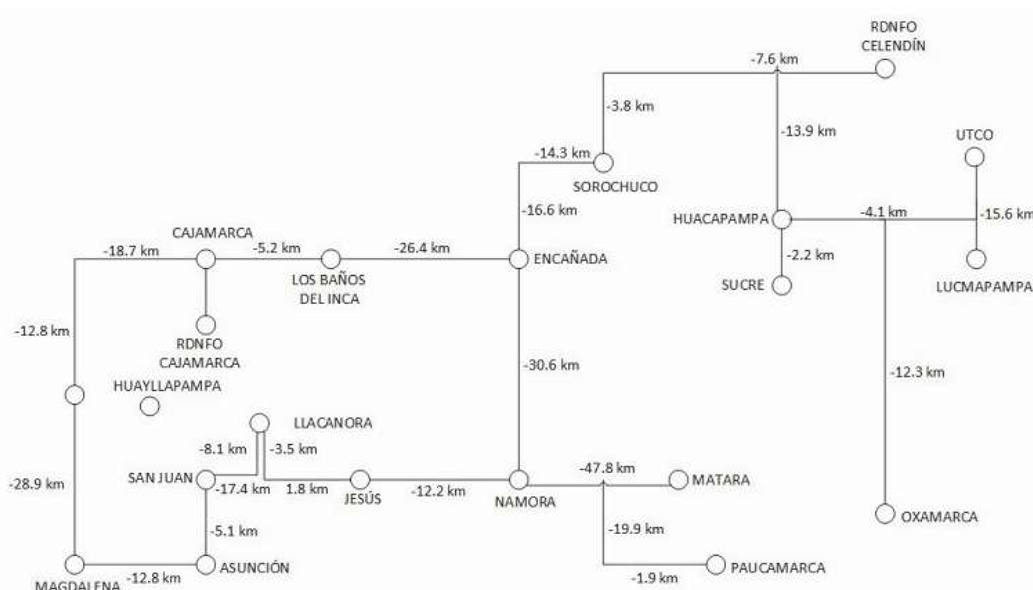 RDNFO
CELENDÍN
-7.6 km
-3.8 km
-13.9 km
UTCO
-14.3 km
SOROCHUCO
-16.6 km
HUACAPAMPA
-4.1 km
-15.6 km
CAJAMARCA
-18.7 km
-5.2 km
-26.4 km
ENCAÑADA
-2.2 km
LOS BAÑOS
DEL INCA
SUCRE
LUCMAPAMPA
-12.8 km
RDNFO
CAJAMARCA
-30.6 km
-12.3 km
HUAYLLAPAMPA
LLACANORA
-8.1 km
-3.5 km
-47.8 km
SAN JUAN
-17.4 km
1.8 km
JESÚS
-12.2 km
NAMORA
MATARA
-28.9 km
OXAMARCA
-5.1 km
-19.9 km
MAGDALENA
-12.8 km
ASUNCIÓN
-1.9 km
PAUCAMARCA